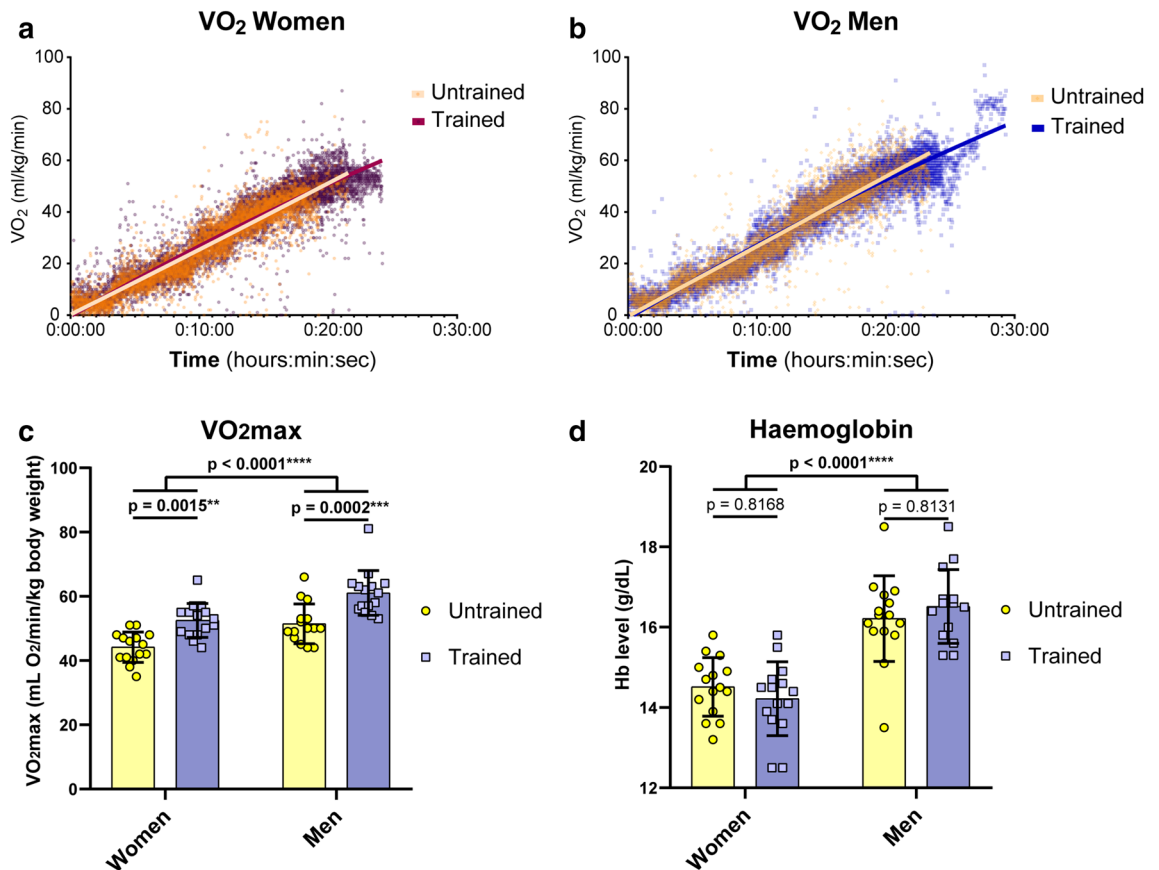 a
VO₂ Women
100
80
60
40
20
0
VO₂ (ml/kg/min)
0:00:00
0:10:00
0:20:00
0:30:00
Time (hours:min:sec)
Untrained
Trained
b
VO₂ Men
100
80
60
40
20
0
VO₂ (ml/kg/min)
0:00:00
0:10:00
0:20:00
0:30:00
Time (hours:min:sec)
Untrained
Trained
c
VO2max
VO2max (mL O2/min/kg body weight)
100
80
60
40
20
0
p < 0.0001****
p = 0.0015**
p = 0.0002***
Women
Men
Untrained
Trained
d
Haemoglobin
Hb level (g/dL)
20
18
16
14
12
p < 0.0001****
p = 0.8168
p = 0.8131
Women
Men
Untrained
Trained